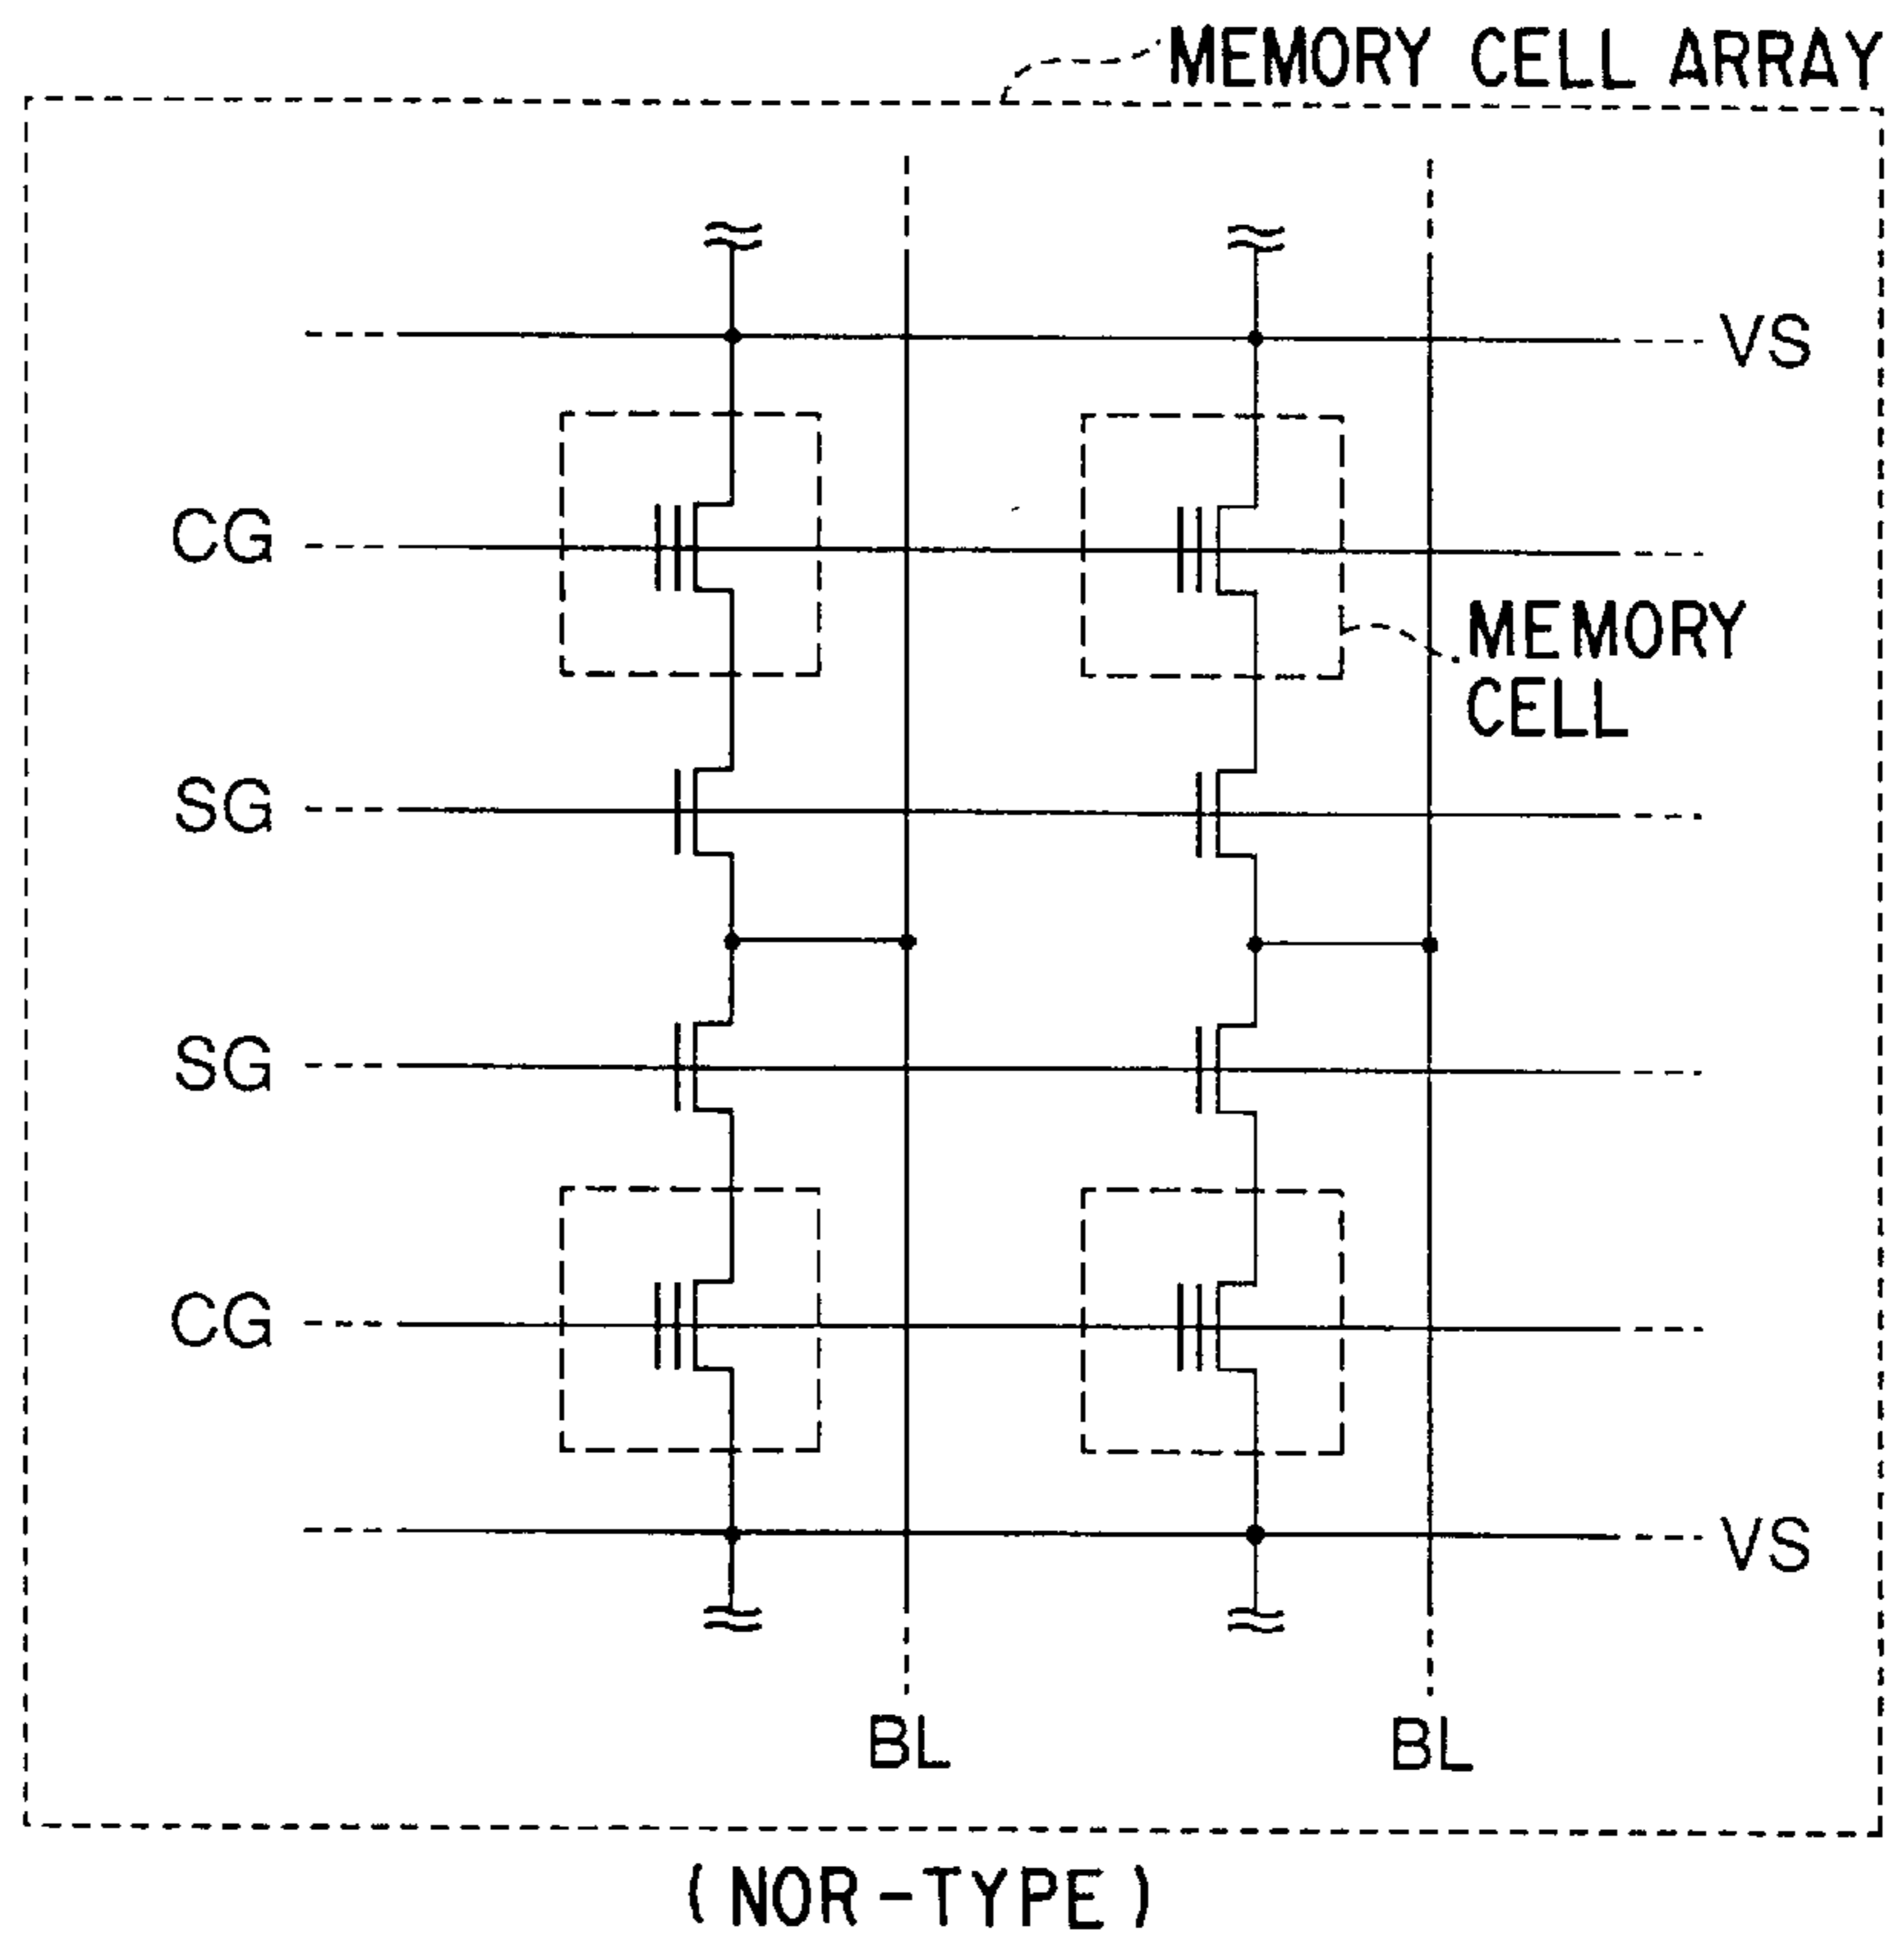 MEMORY CELL ARRAY
VS
CG
MEMORY
CELL
SG
SG
CG
VS
BL
BL
(NOR-TYPE)